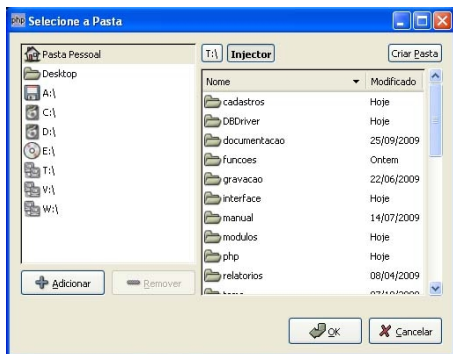 php Selecione a Pasta
Pasta Pessoal
Desktop
A:\
C:\
D:\
E:\
T:\
V:\
W:\
Adicionar
Remover
T:\ Injector
Criar Pasta
Nome Modificado
cadastros Hoje
DBDriver Hoje
documentacao 25/09/2009
funcoes Ontem
gravacao 22/06/2009
interface Hoje
manual 14/07/2009
modulos Hoje
php Hoje
relatorios 08/04/2009
OK
Cancelar